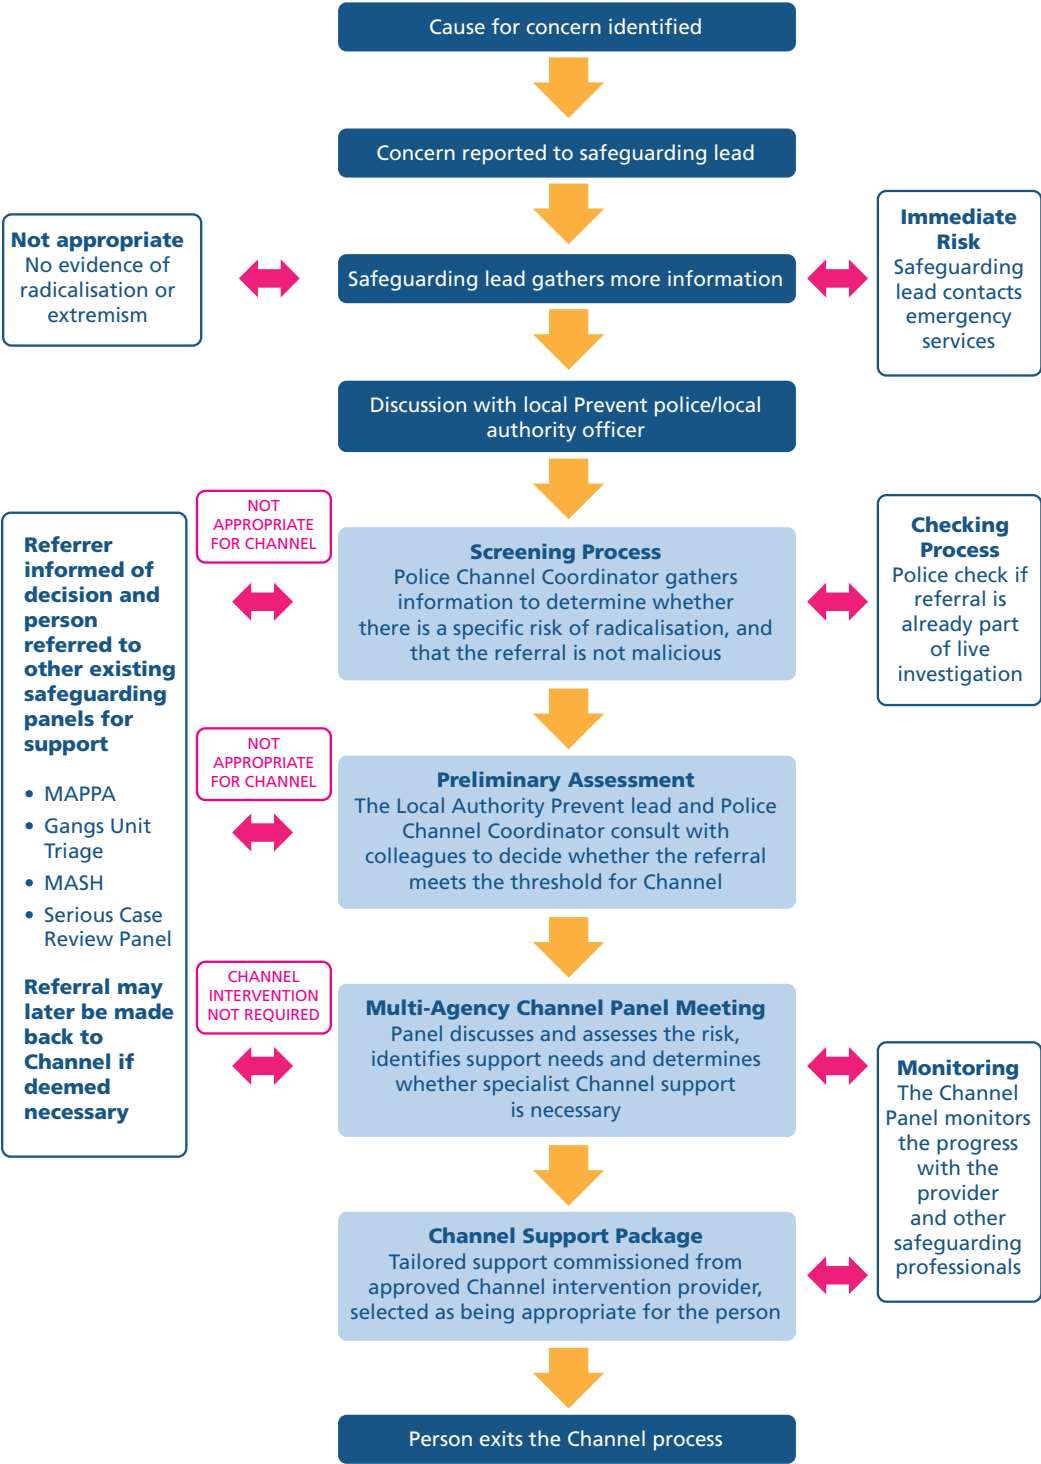 Cause for concern identified
Concern reported to safeguarding lead
Not appropriate
No evidence of
radicalisation or
extremism
Safeguarding lead gathers more information
Immediate
Risk
Safeguarding
lead contacts
emergency
services
Discussion with local Prevent police/local
authority officer
Referrer
informed of
decision and
person
referred to
other existing
safeguarding
panels for
support
• MAPPA
• Gangs Unit
Triage
• MASH
• Serious Case
Review Panel
Referral may
later be made
back to
Channel if
deemed
necessary
NOT
APPROPRIATE
FOR CHANNEL
Screening Process
Police Channel Coordinator gathers
information to determine whether
there is a specific risk of radicalisation, and
that the referral is not malicious
Checking
Process
Police check if
referral is
already part
of live
investigation
NOT
APPROPRIATE
FOR CHANNEL
Preliminary Assessment
The Local Authority Prevent lead and Police
Channel Coordinator consult with
colleagues to decide whether the referral
meets the threshold for Channel
CHANNEL
INTERVENTION
NOT REQUIRED
Multi-Agency Channel Panel Meeting
Panel discusses and assesses the risk,
identifies support needs and determines
whether specialist Channel support
is necessary
Monitoring
The Channel
Panel monitors
the progress
with the
provider
and other
safeguarding
professionals
Channel Support Package
Tailored support commissioned from
approved Channel intervention provider,
selected as being appropriate for the person
Person exits the Channel process